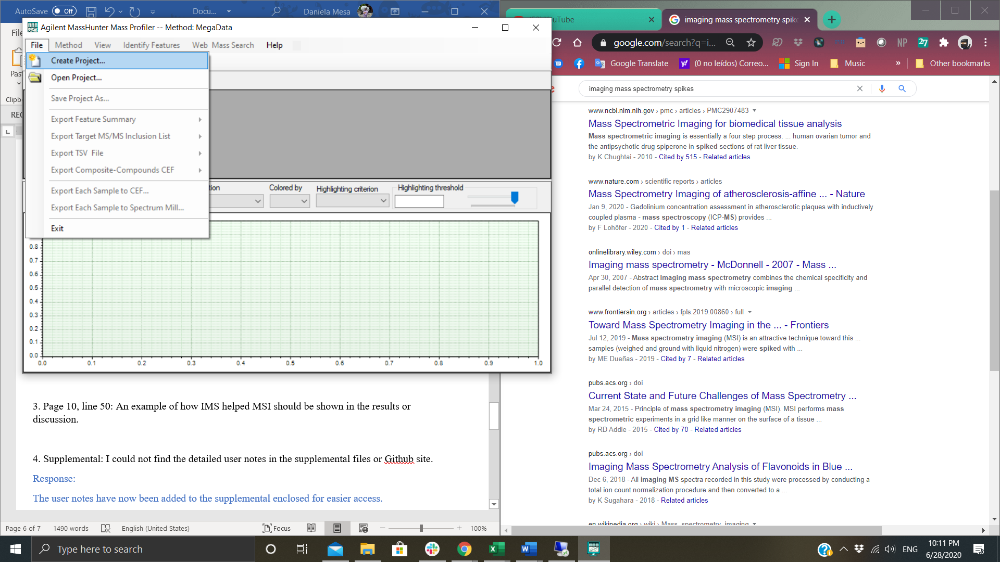 AutoSave Off Docu... Daniela Mesa
Agilent MassHunter Mass Profiler -- Method: MegaData
File Method View Identify Features Web Mass Search Help
Create Project...
Open Project...
Save Project As...
Export Feature Summary
Export Target MS/MS Inclusion List
Export TSV File
Export Composite-Compounds CEF
Export Each Sample to CEF...
Export Each Sample to Spectrum Mill...
Exit
Colored by Highlighting criterion Highlighting threshold
0.8
0.7
0.6
0.5
0.4
0.3
0.2
0.1
0.0
0.0 0.1 0.2 0.3 0.4 0.5 0.6 0.7 0.8 0.9 1.0
3. Page 10, line 50: An example of how IMS helped MSI should be shown in the results or
discussion.
4. Supplemental: I could not find the detailed user notes in the supplemental files or Github site.
Response:
The user notes have now been added to the supplemental enclosed for easier access.
Page 6 of 7 1490 words English (United States) Focus 100%
imaging mass spectrometry spike
google.com/search?q=i... NP 27
Google Translate (0 no leídos) Correo... Sign In Music » Other bookmarks
imaging mass spectrometry spikes
www.ncbi.nlm.nih.gov › pmc › articles › PMC2907483
Mass Spectrometric Imaging for biomedical tissue analysis
Mass spectrometric imaging is essentially a four step process. ... human ovarian tumor and
the antipsychotic drug spiperone in spiked sections of rat liver tissue.
by K Chughtai - 2010 - Cited by 515 - Related articles
www.nature.com › scientific reports › articles
Mass Spectrometry Imaging of atherosclerosis-affine ... - Nature
Jan 9, 2020 - Gadolinium concentration assessment in atherosclerotic plaques with inductively
coupled plasma - mass spectroscopy (ICP-MS) provides ...
by F Lohöfer - 2020 - Cited by 1 - Related articles
onlinelibrary.wiley.com › doi › mas
Imaging mass spectrometry - McDonnell - 2007 - Mass ...
Apr 30, 2007 - Abstract Imaging mass spectrometry combines the chemical specificity and
parallel detection of mass spectrometry with microscopic imaging ...
www.frontiersin.org › articles › fpls.2019.00860 › full
Toward Mass Spectrometry Imaging in the ... - Frontiers
Jul 12, 2019 - Mass spectrometry imaging (MSI) is an attractive technique toward this ...
samples (weighed and ground with liquid nitrogen) were spiked with ...
by ME Dueñas - 2019 - Cited by 7 - Related articles
pubs.acs.org › doi
Current State and Future Challenges of Mass Spectrometry ...
Mar 24, 2015 - Principle of mass spectrometry imaging (MSI). MSI performs mass
spectrometric experiments in a grid like manner on the surface of a tissue ...
by RD Addie - 2015 - Cited by 70 - Related articles
pubs.acs.org › doi
Imaging Mass Spectrometry Analysis of Flavonoids in Blue ...
Dec 6, 2018 - All imaging MS spectra recorded in this study were processed by conducting a
total ion count normalization procedure and then converted to a ...
by K Sugahara - 2018 - Related articles
en.wikipedia.org › wiki › Mass_spectrometry_imaging
Type here to search
ENG
10:11 PM
6/28/2020